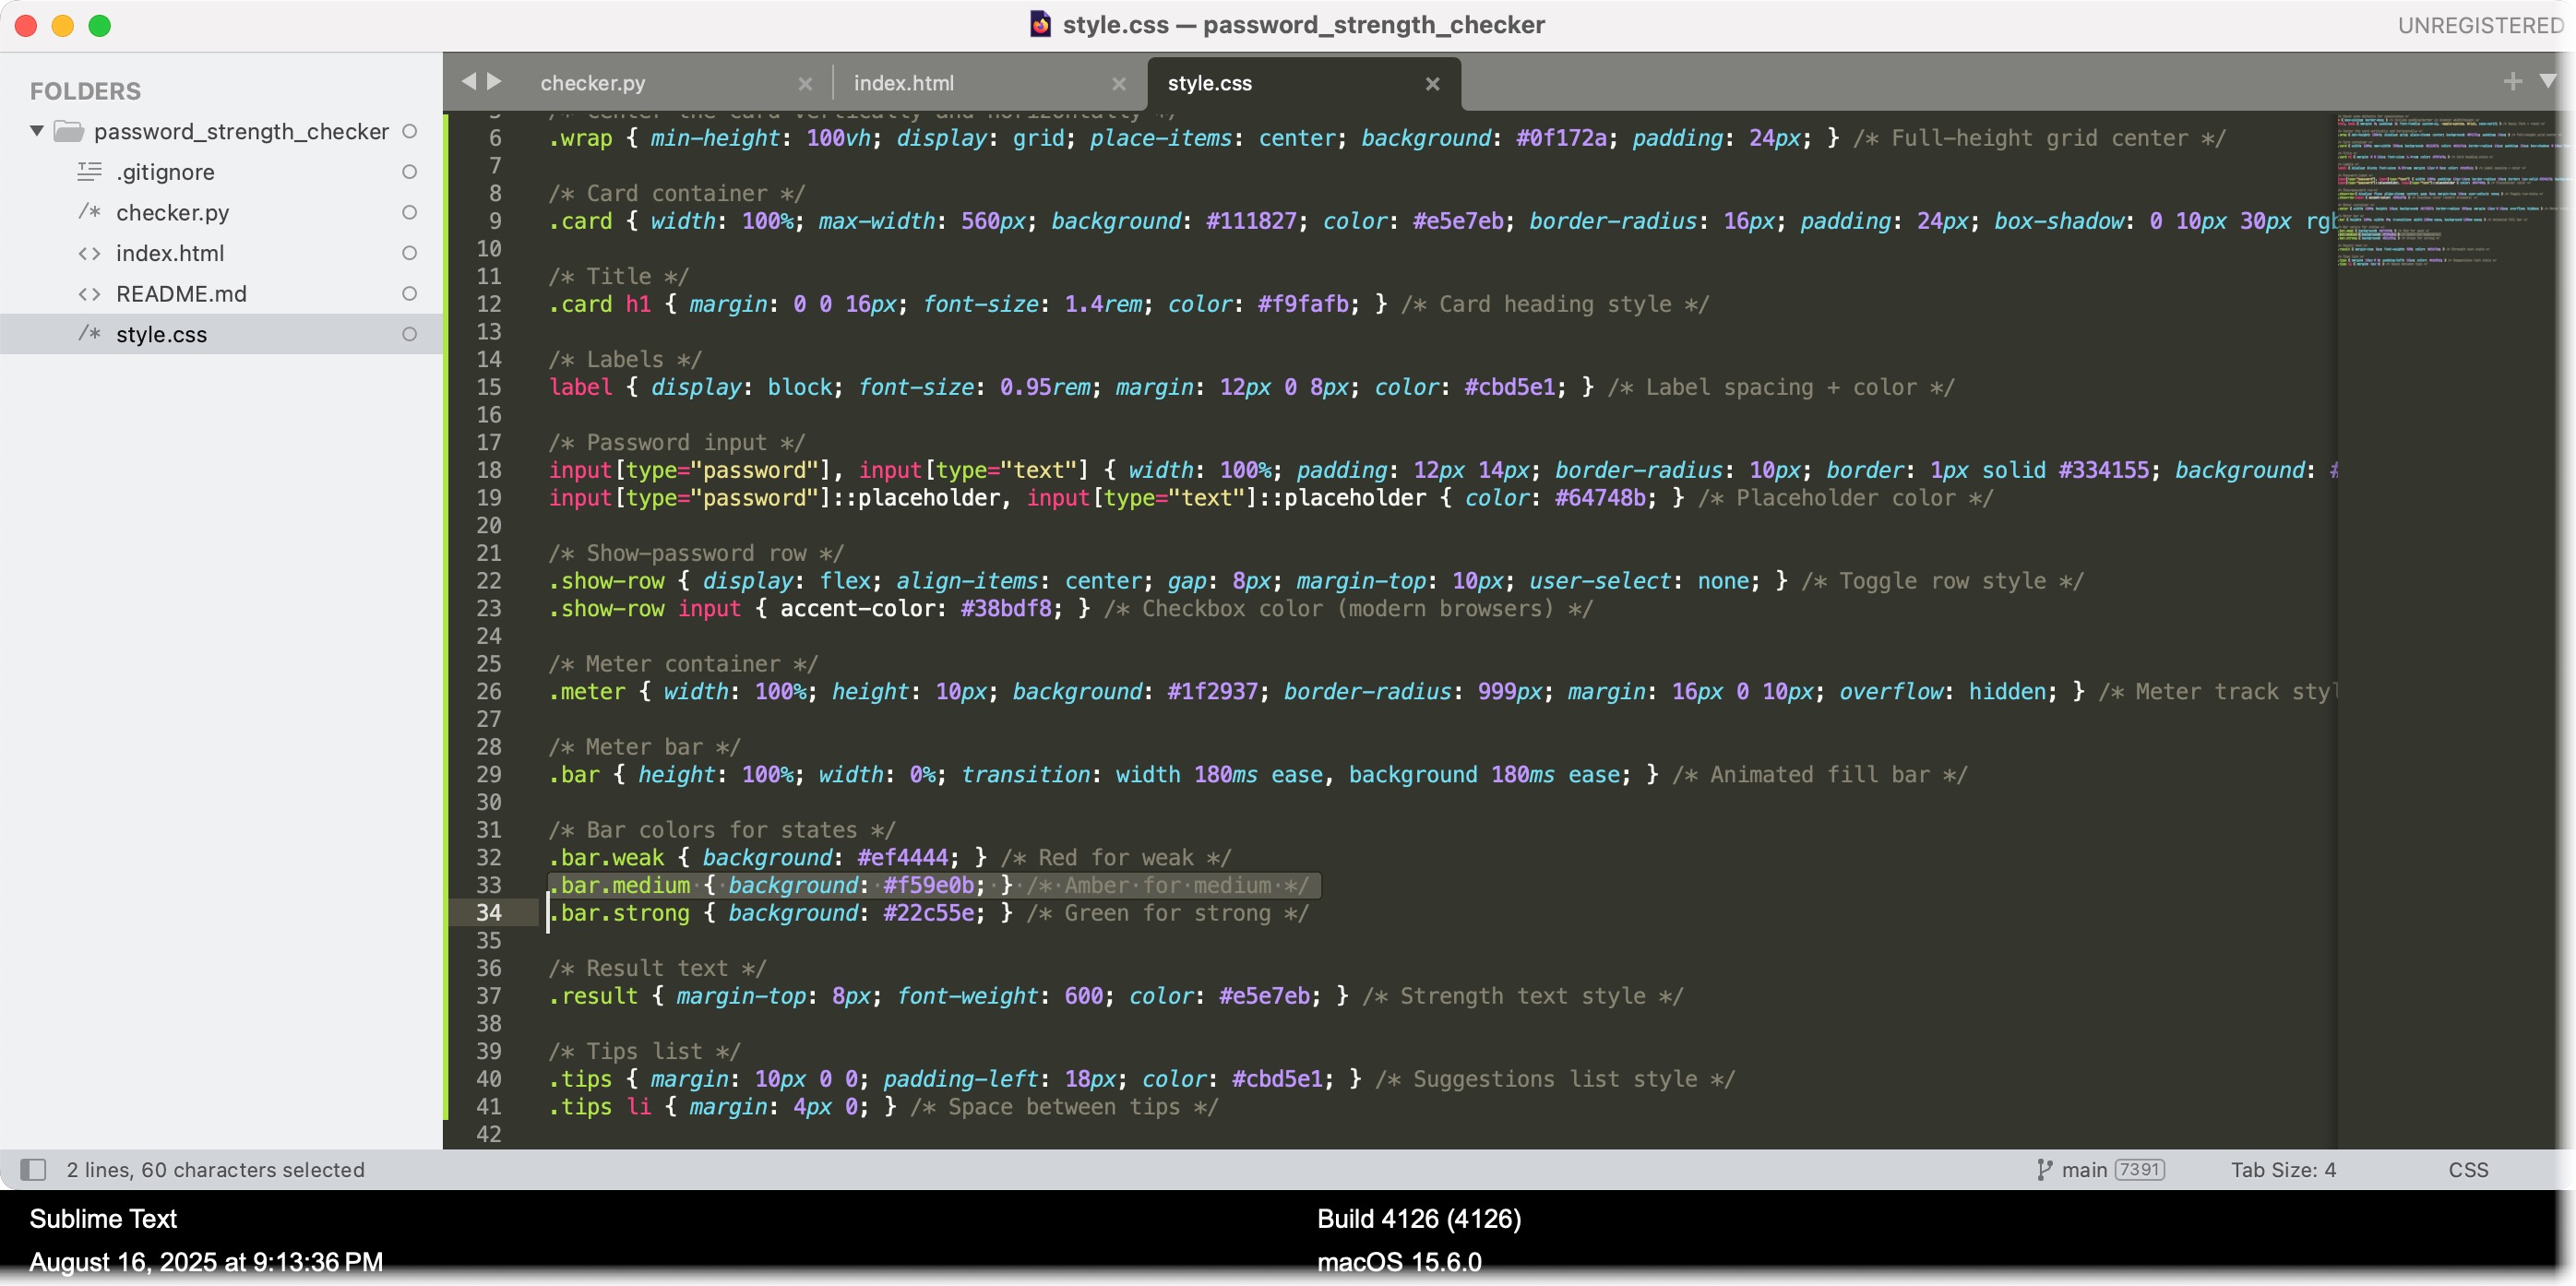 style.css — password_strength_checker
UNREGISTERED
FOLDERS
password_strength_checker
.gitignore
checker.py
index.html
README.md
style.css
checker.py
index.html
style.css
5 /* Center the card vertically and horizontally */
6 .wrap { min-height: 100vh; display: grid; place-items: center; background: #0f172a; padding: 24px; } /* Full-height grid center */
7
8 /* Card container */
9 .card { width: 100%; max-width: 560px; background: #111827; color: #e5e7eb; border-radius: 16px; padding: 24px; box-shadow: 0 10px 30px rgb
10
11 /* Title */
12 .card h1 { margin: 0 0 16px; font-size: 1.4rem; color: #f9fafb; } /* Card heading style */
13
14 /* Labels */
15 label { display: block; font-size: 0.95rem; margin: 12px 0 8px; color: #cbd5e1; } /* Label spacing + color */
16
17 /* Password input */
18 input[type="password"], input[type="text"] { width: 100%; padding: 12px 14px; border-radius: 10px; border: 1px solid #334155; background: #
19 input[type="password"]::placeholder, input[type="text"]::placeholder { color: #64748b; } /* Placeholder color */
20
21 /* Show-password row */
22 .show-row { display: flex; align-items: center; gap: 8px; margin-top: 10px; user-select: none; } /* Toggle row style */
23 .show-row input { accent-color: #38bdf8; } /* Checkbox color (modern browsers) */
24
25 /* Meter container */
26 .meter { width: 100%; height: 10px; background: #1f2937; border-radius: 999px; margin: 16px 0 10px; overflow: hidden; } /* Meter track styl
27
28 /* Meter bar */
29 .bar { height: 100%; width: 0%; transition: width 180ms ease, background 180ms ease; } /* Animated fill bar */
30
31 /* Bar colors for states */
32 .bar.weak { background: #ef4444; } /* Red for weak */
33 .bar.medium { background: #f59e0b; } /* Amber for medium */
34 .bar.strong { background: #22c55e; } /* Green for strong */
35
36 /* Result text */
37 .result { margin-top: 8px; font-weight: 600; color: #e5e7eb; } /* Strength text style */
38
39 /* Tips list */
40 .tips { margin: 10px 0 0; padding-left: 18px; color: #cbd5e1; } /* Suggestions list style */
41 .tips li { margin: 4px 0; } /* Space between tips */
42
2 lines, 60 characters selected
main 7391
Tab Size: 4
CSS
Sublime Text
Build 4126 (4126)
August 16, 2025 at 9:13:36 PM
macOS 15.6.0